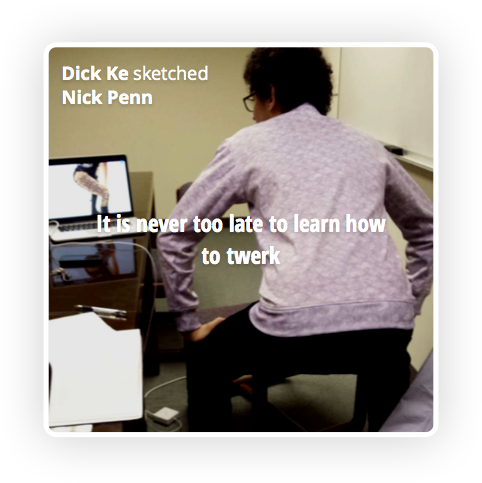 Dick Ke sketched
Nick Penn
It is never too late to learn how
to twerk